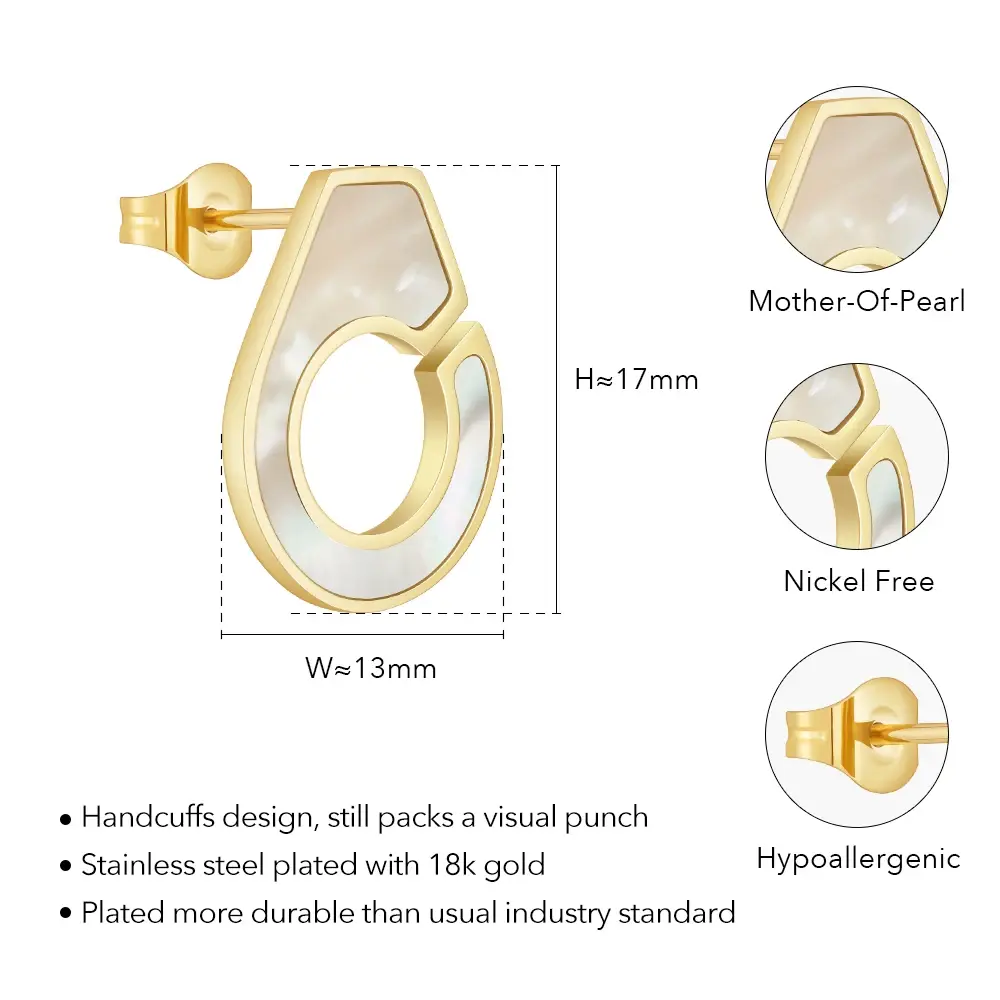 Mother-Of-Pearl
H≈17mm
Nickel Free
W≈13mm
• Handcuffs design, still packs a visual punch
• Stainless steel plated with 18k gold
• Plated more durable than usual industry standard
Hypoallergenic